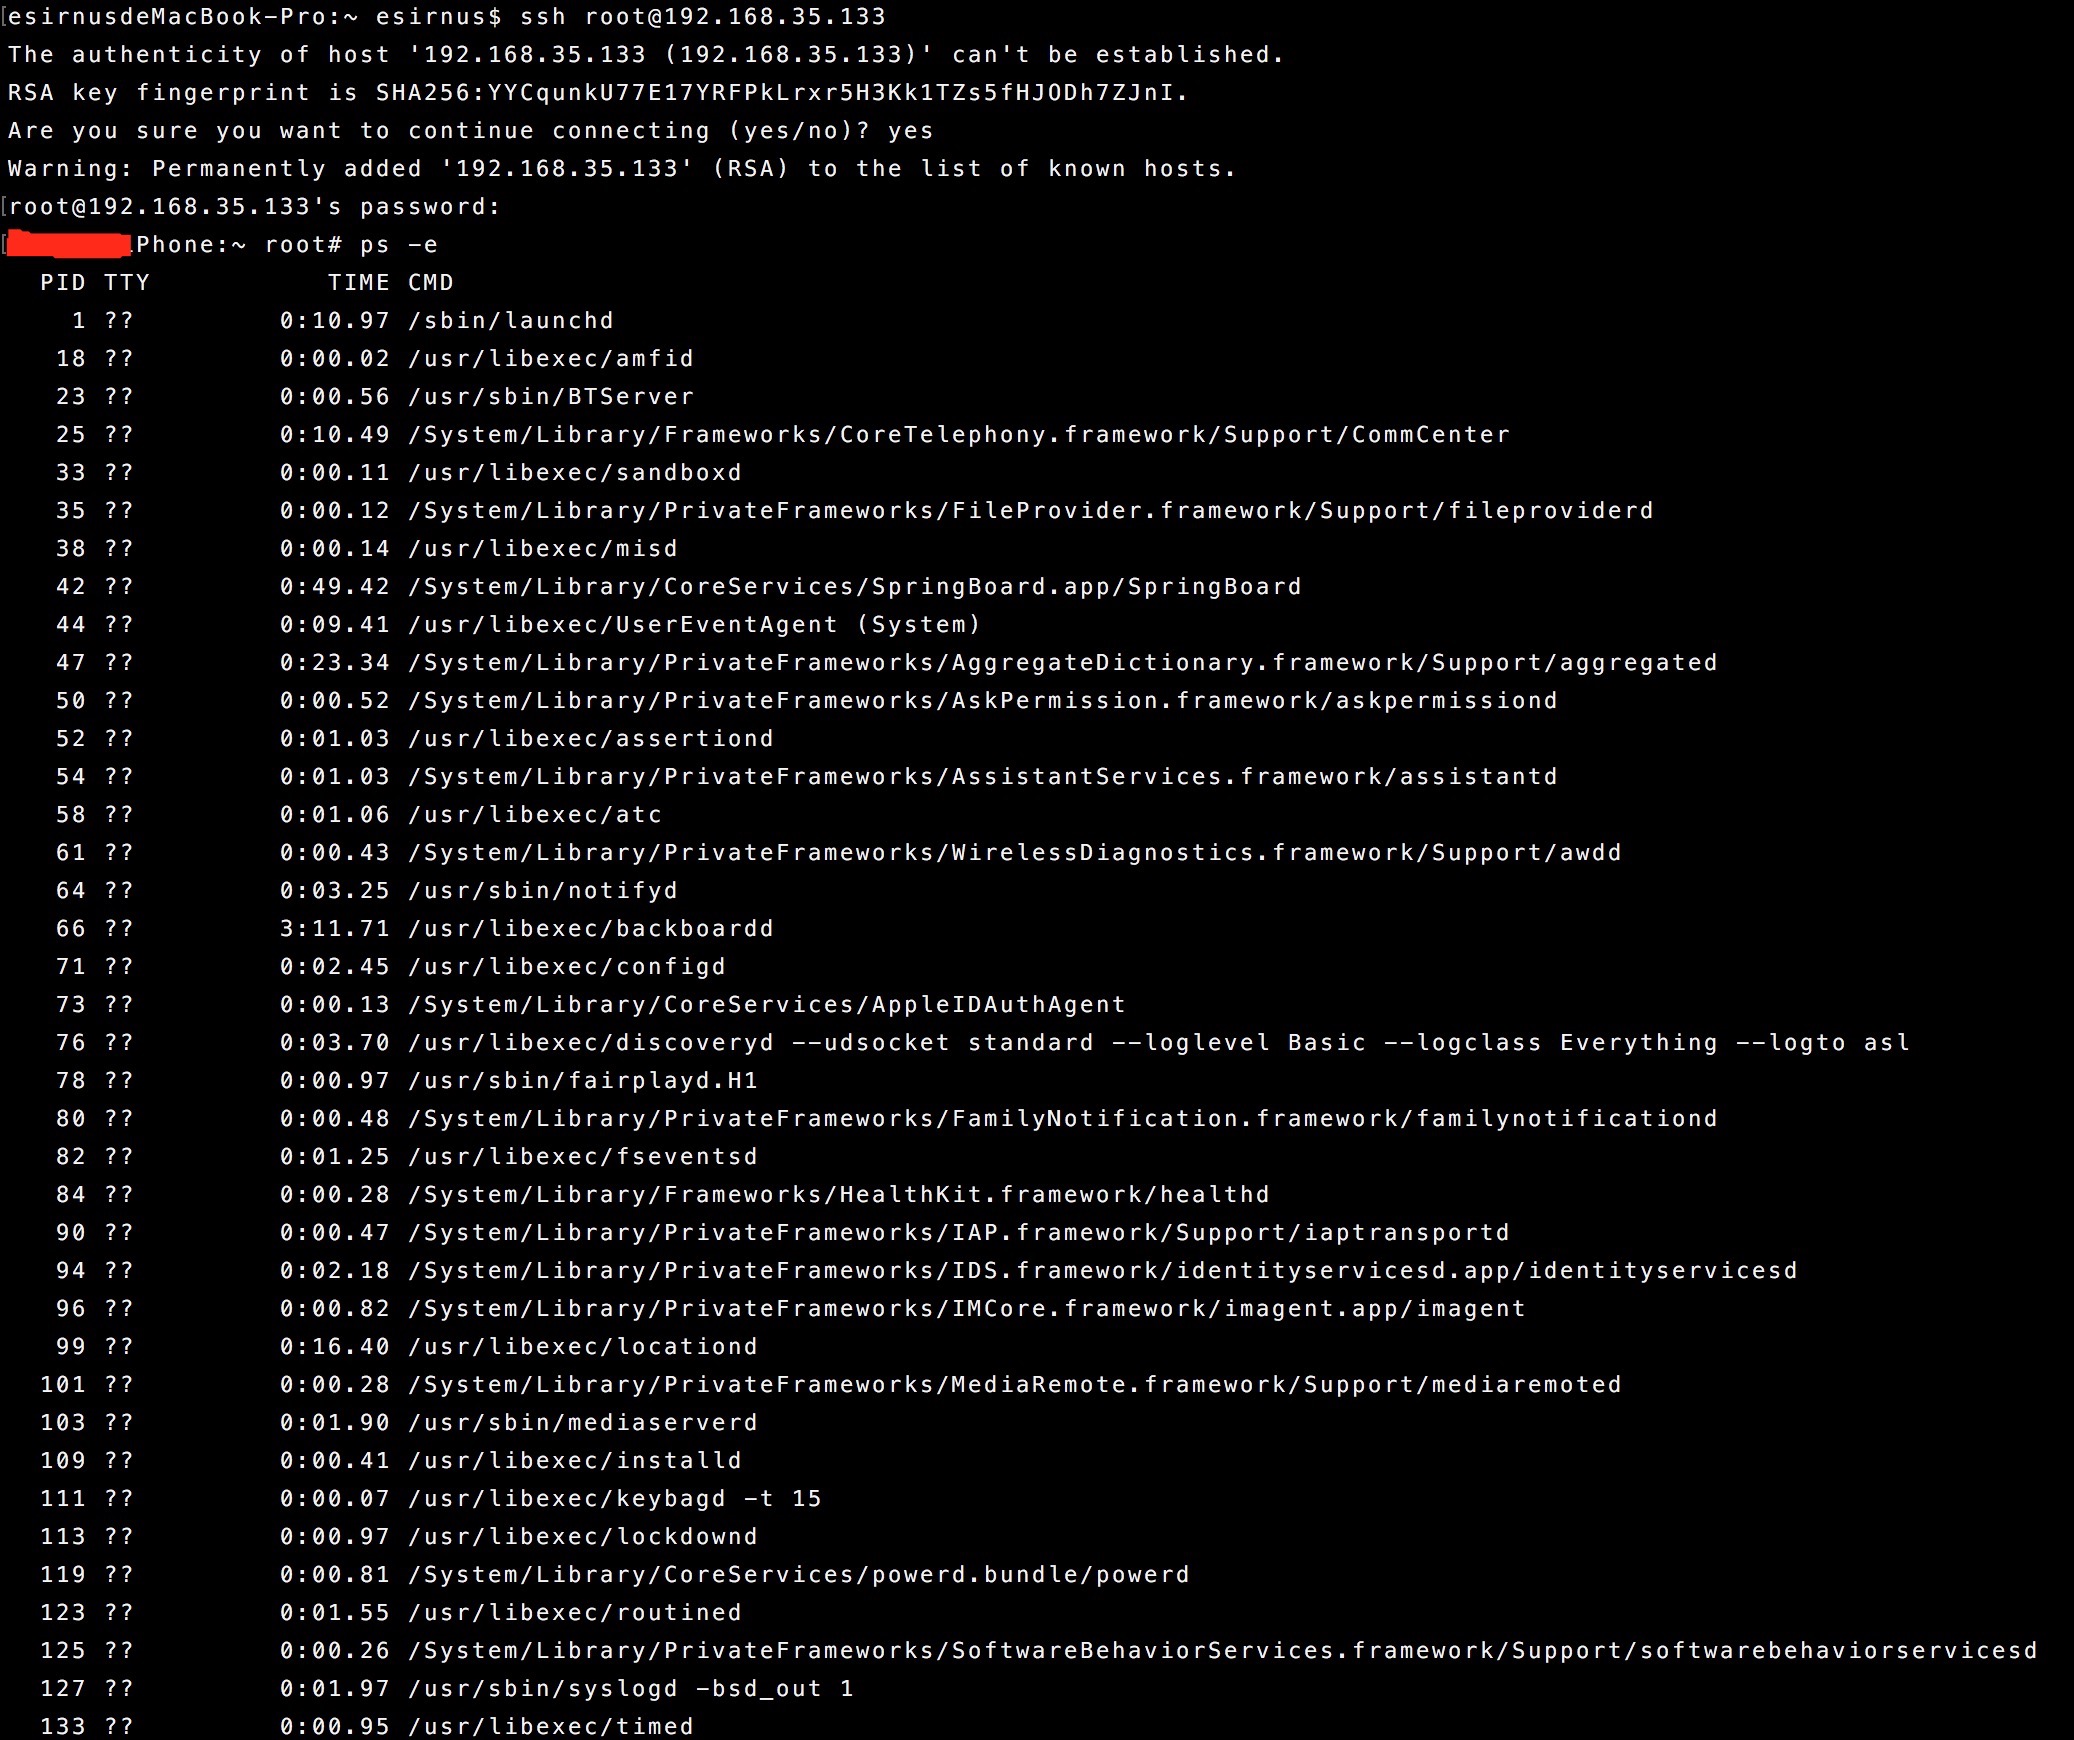 esirnusdeMacBook-Pro:~ esirnus$ ssh root@192.168.35.133
The authenticity of host '192.168.35.133 (192.168.35.133)' can't be established.
RSA key fingerprint is SHA256:YYCqunkU77E17YRFPkLrxr5H3Kk1TZs5fHJODh7ZJnI.
Are you sure you want to continue connecting (yes/no)? yes
Warning: Permanently added '192.168.35.133' (RSA) to the list of known hosts.
root@192.168.35.133's password:
Phone:~ root# ps -e
PID TTY TIME CMD
1 ?? 0:10.97 /sbin/launchd
18 ?? 0:00.02 /usr/libexec/amfid
23 ?? 0:00.56 /usr/sbin/BTServer
25 ?? 0:10.49 /System/Library/Frameworks/CoreTelephony.framework/Support/CommCenter
33 ?? 0:00.11 /usr/libexec/sandboxd
35 ?? 0:00.12 /System/Library/PrivateFrameworks/FileProvider.framework/Support/fileproviderd
38 ?? 0:00.14 /usr/libexec/misd
42 ?? 0:49.42 /System/Library/CoreServices/SpringBoard.app/SpringBoard
44 ?? 0:09.41 /usr/libexec/UserEventAgent (System)
47 ?? 0:23.34 /System/Library/PrivateFrameworks/AggregateDictionary.framework/Support/aggregated
50 ?? 0:00.52 /System/Library/PrivateFrameworks/AskPermission.framework/askpermissiond
52 ?? 0:01.03 /usr/libexec/assertiond
54 ?? 0:01.03 /System/Library/PrivateFrameworks/AssistantServices.framework/assistantd
58 ?? 0:01.06 /usr/libexec/atc
61 ?? 0:00.43 /System/Library/PrivateFrameworks/WirelessDiagnostics.framework/Support/awdd
64 ?? 0:03.25 /usr/sbin/notifyd
66 ?? 3:11.71 /usr/libexec/backboardd
71 ?? 0:02.45 /usr/libexec/configd
73 ?? 0:00.13 /System/Library/CoreServices/AppleIDAuthAgent
76 ?? 0:03.70 /usr/libexec/discoveryd --udsocket standard --loglevel Basic --logclass Everything --logto asl
78 ?? 0:00.97 /usr/sbin/fairplayd.H1
80 ?? 0:00.48 /System/Library/PrivateFrameworks/FamilyNotification.framework/familynotificationd
82 ?? 0:01.25 /usr/libexec/fseventsd
84 ?? 0:00.28 /System/Library/Frameworks/HealthKit.framework/healthd
90 ?? 0:00.47 /System/Library/PrivateFrameworks/IAP.framework/Support/iaptransportd
94 ?? 0:02.18 /System/Library/PrivateFrameworks/IDS.framework/identityservicesd.app/identityservicesd
96 ?? 0:00.82 /System/Library/PrivateFrameworks/IMCore.framework/imagent.app/imagent
99 ?? 0:16.40 /usr/libexec/locationd
101 ?? 0:00.28 /System/Library/PrivateFrameworks/MediaRemote.framework/Support/mediaremoted
103 ?? 0:01.90 /usr/sbin/mediaserverd
109 ?? 0:00.41 /usr/libexec/installd
111 ?? 0:00.07 /usr/libexec/keybagd -t 15
113 ?? 0:00.97 /usr/libexec/lockdownd
119 ?? 0:00.81 /System/Library/CoreServices/powerd.bundle/powerd
123 ?? 0:01.55 /usr/libexec/routined
125 ?? 0:00.26 /System/Library/PrivateFrameworks/SoftwareBehaviorServices.framework/Support/softwarebehaviorservicesd
127 ?? 0:01.97 /usr/sbin/syslogd -bsd_out 1
133 ?? 0:00.95 /usr/libexec/timed